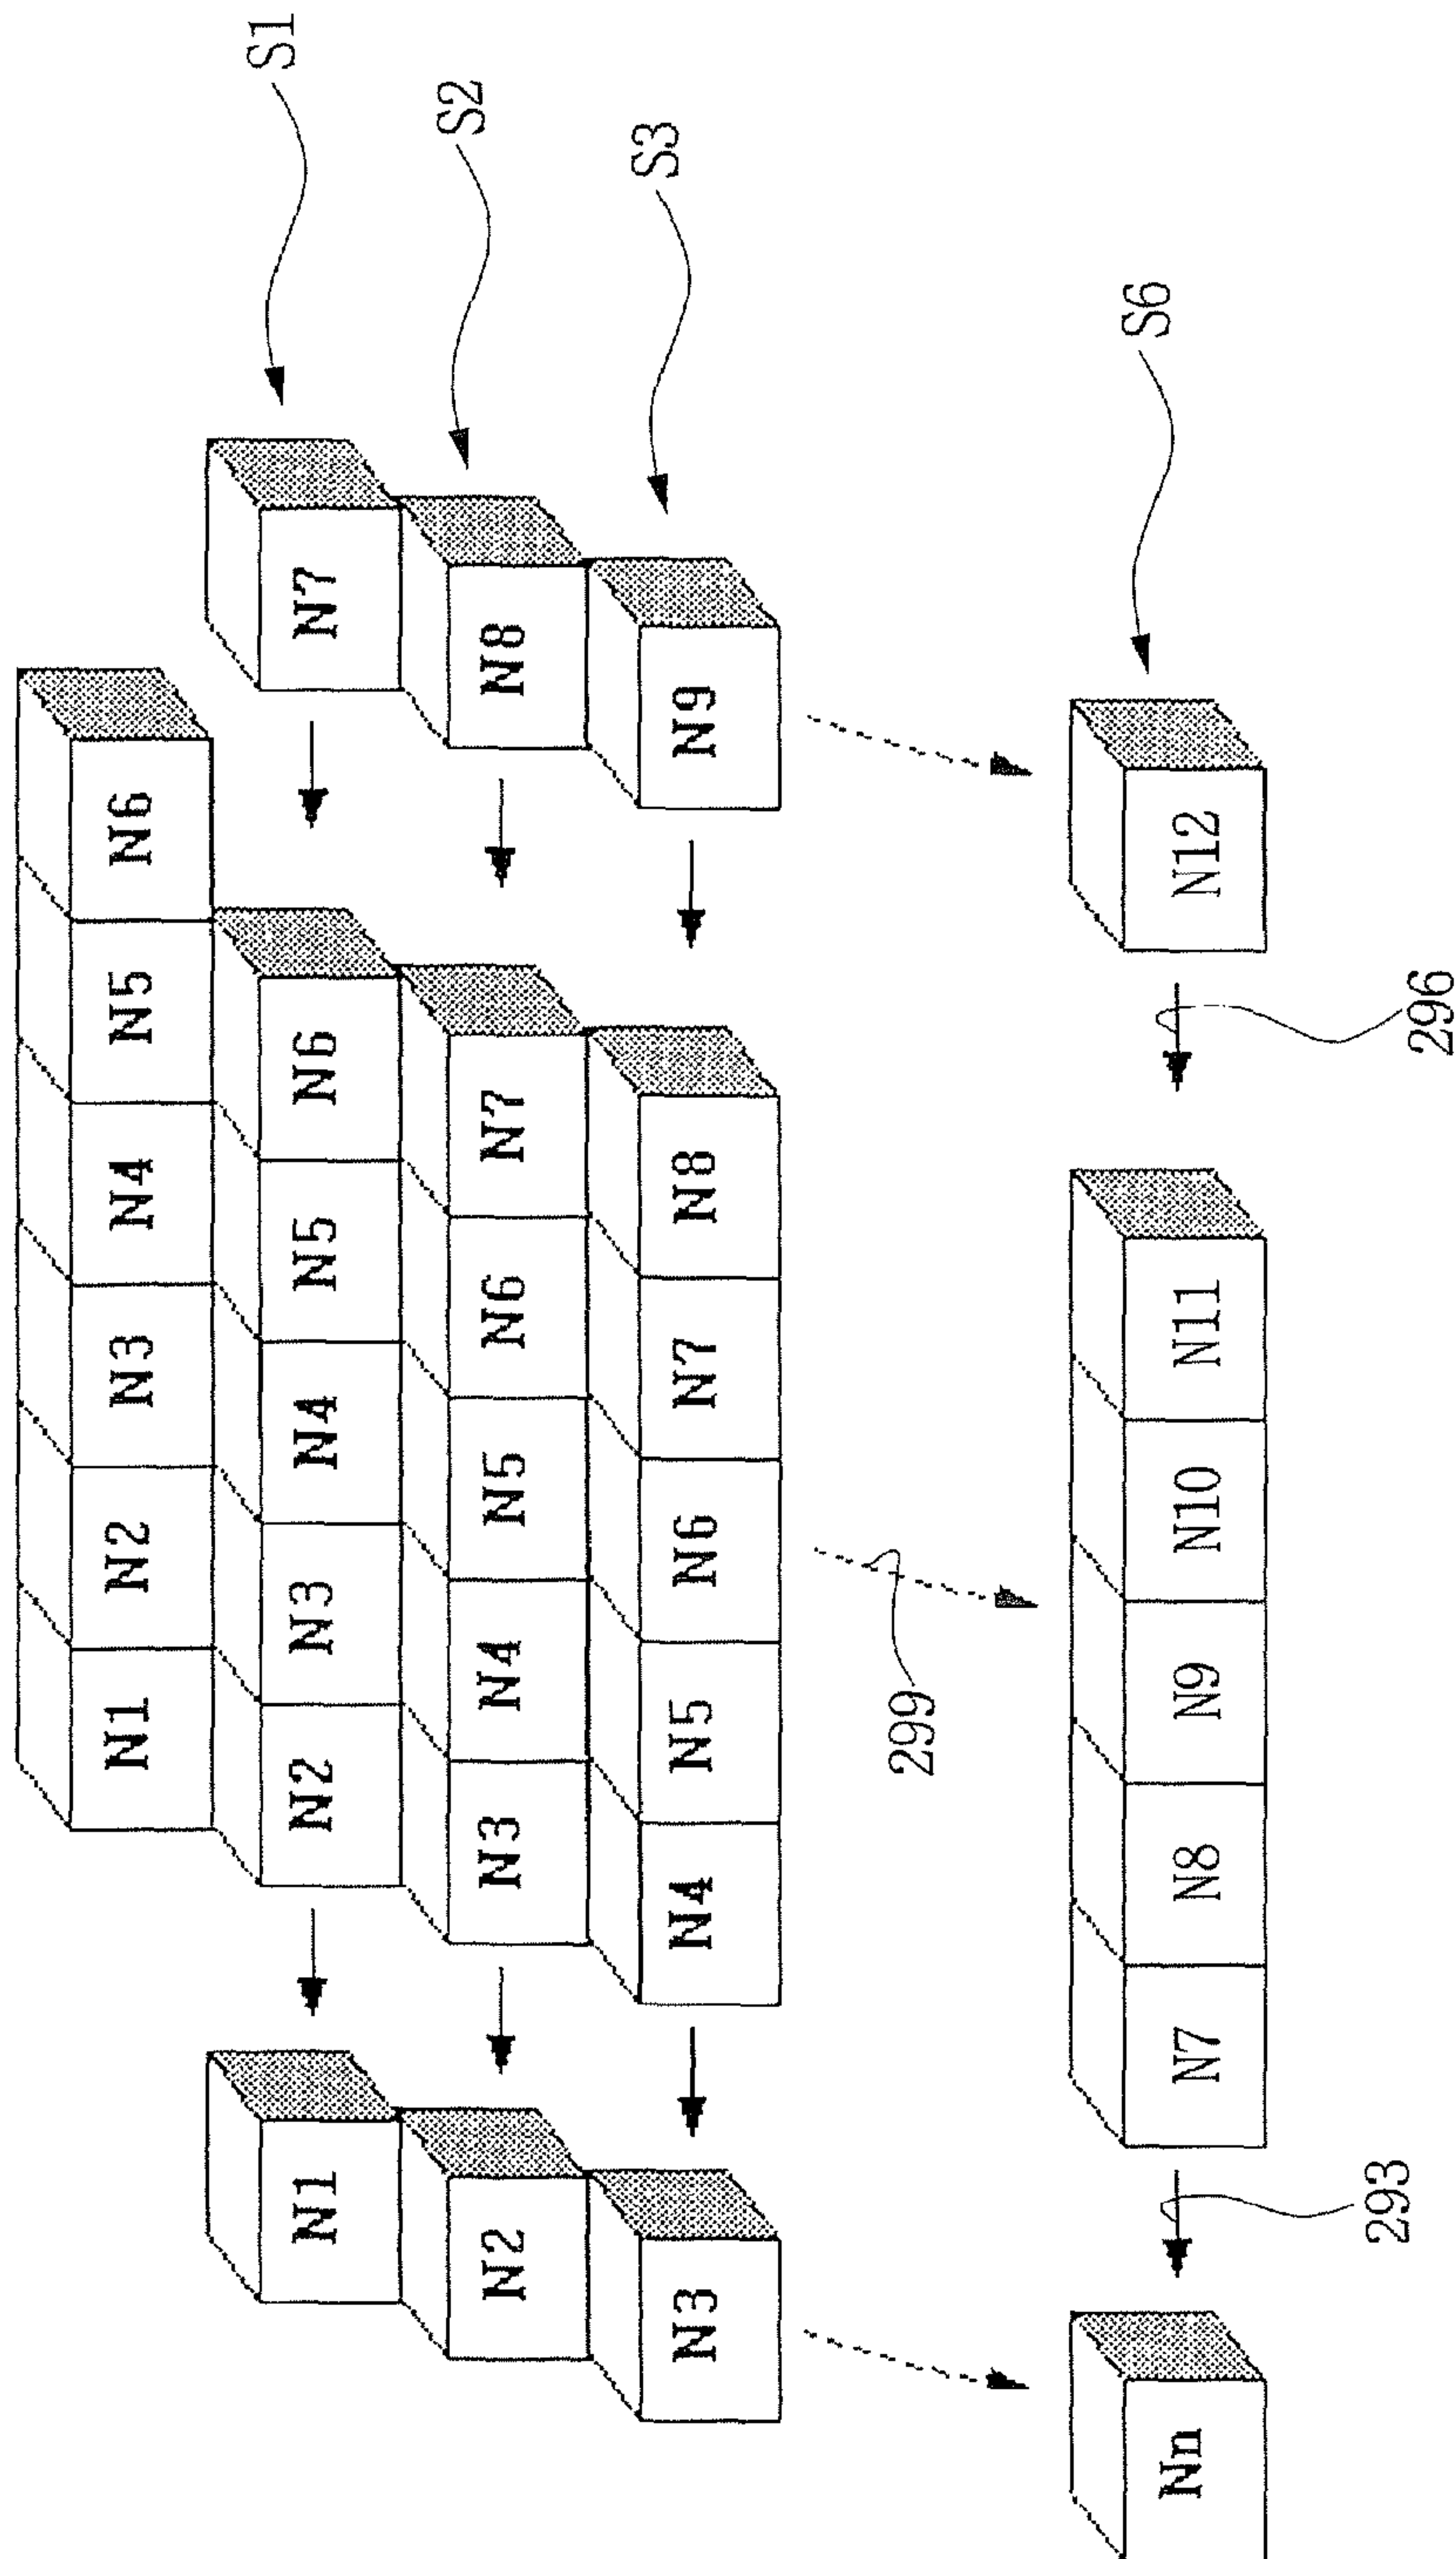 N1 N2 N3 N4 N5 N6
N1 N2 N3 N4 N5 N6 N7 S1
N2 N3 N4 N5 N6 N7 N8 S2
N3 N4 N5 N6 N7 N8 N9 S3
299
Nn N7 N8 N9 N10 N11 N12 S6
293 296